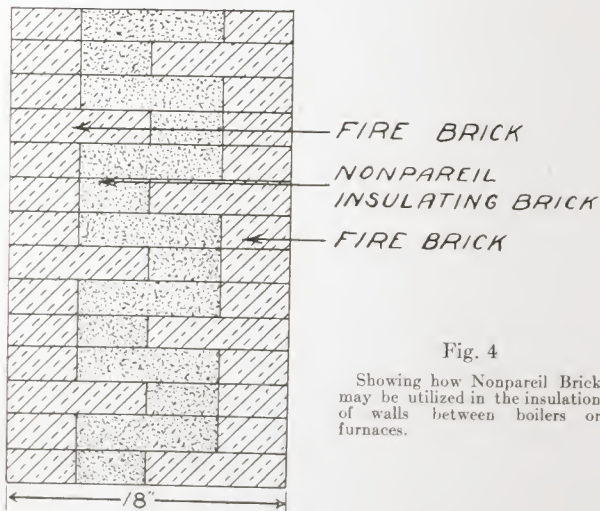 FIRE BRICK
NONPAREIL
INSULATING BRICK
FIRE BRICK
Fig. 4
Showing how Nonpareil Brick
may be utilized in the insulation
of walls between boilers or
furnaces.
18"